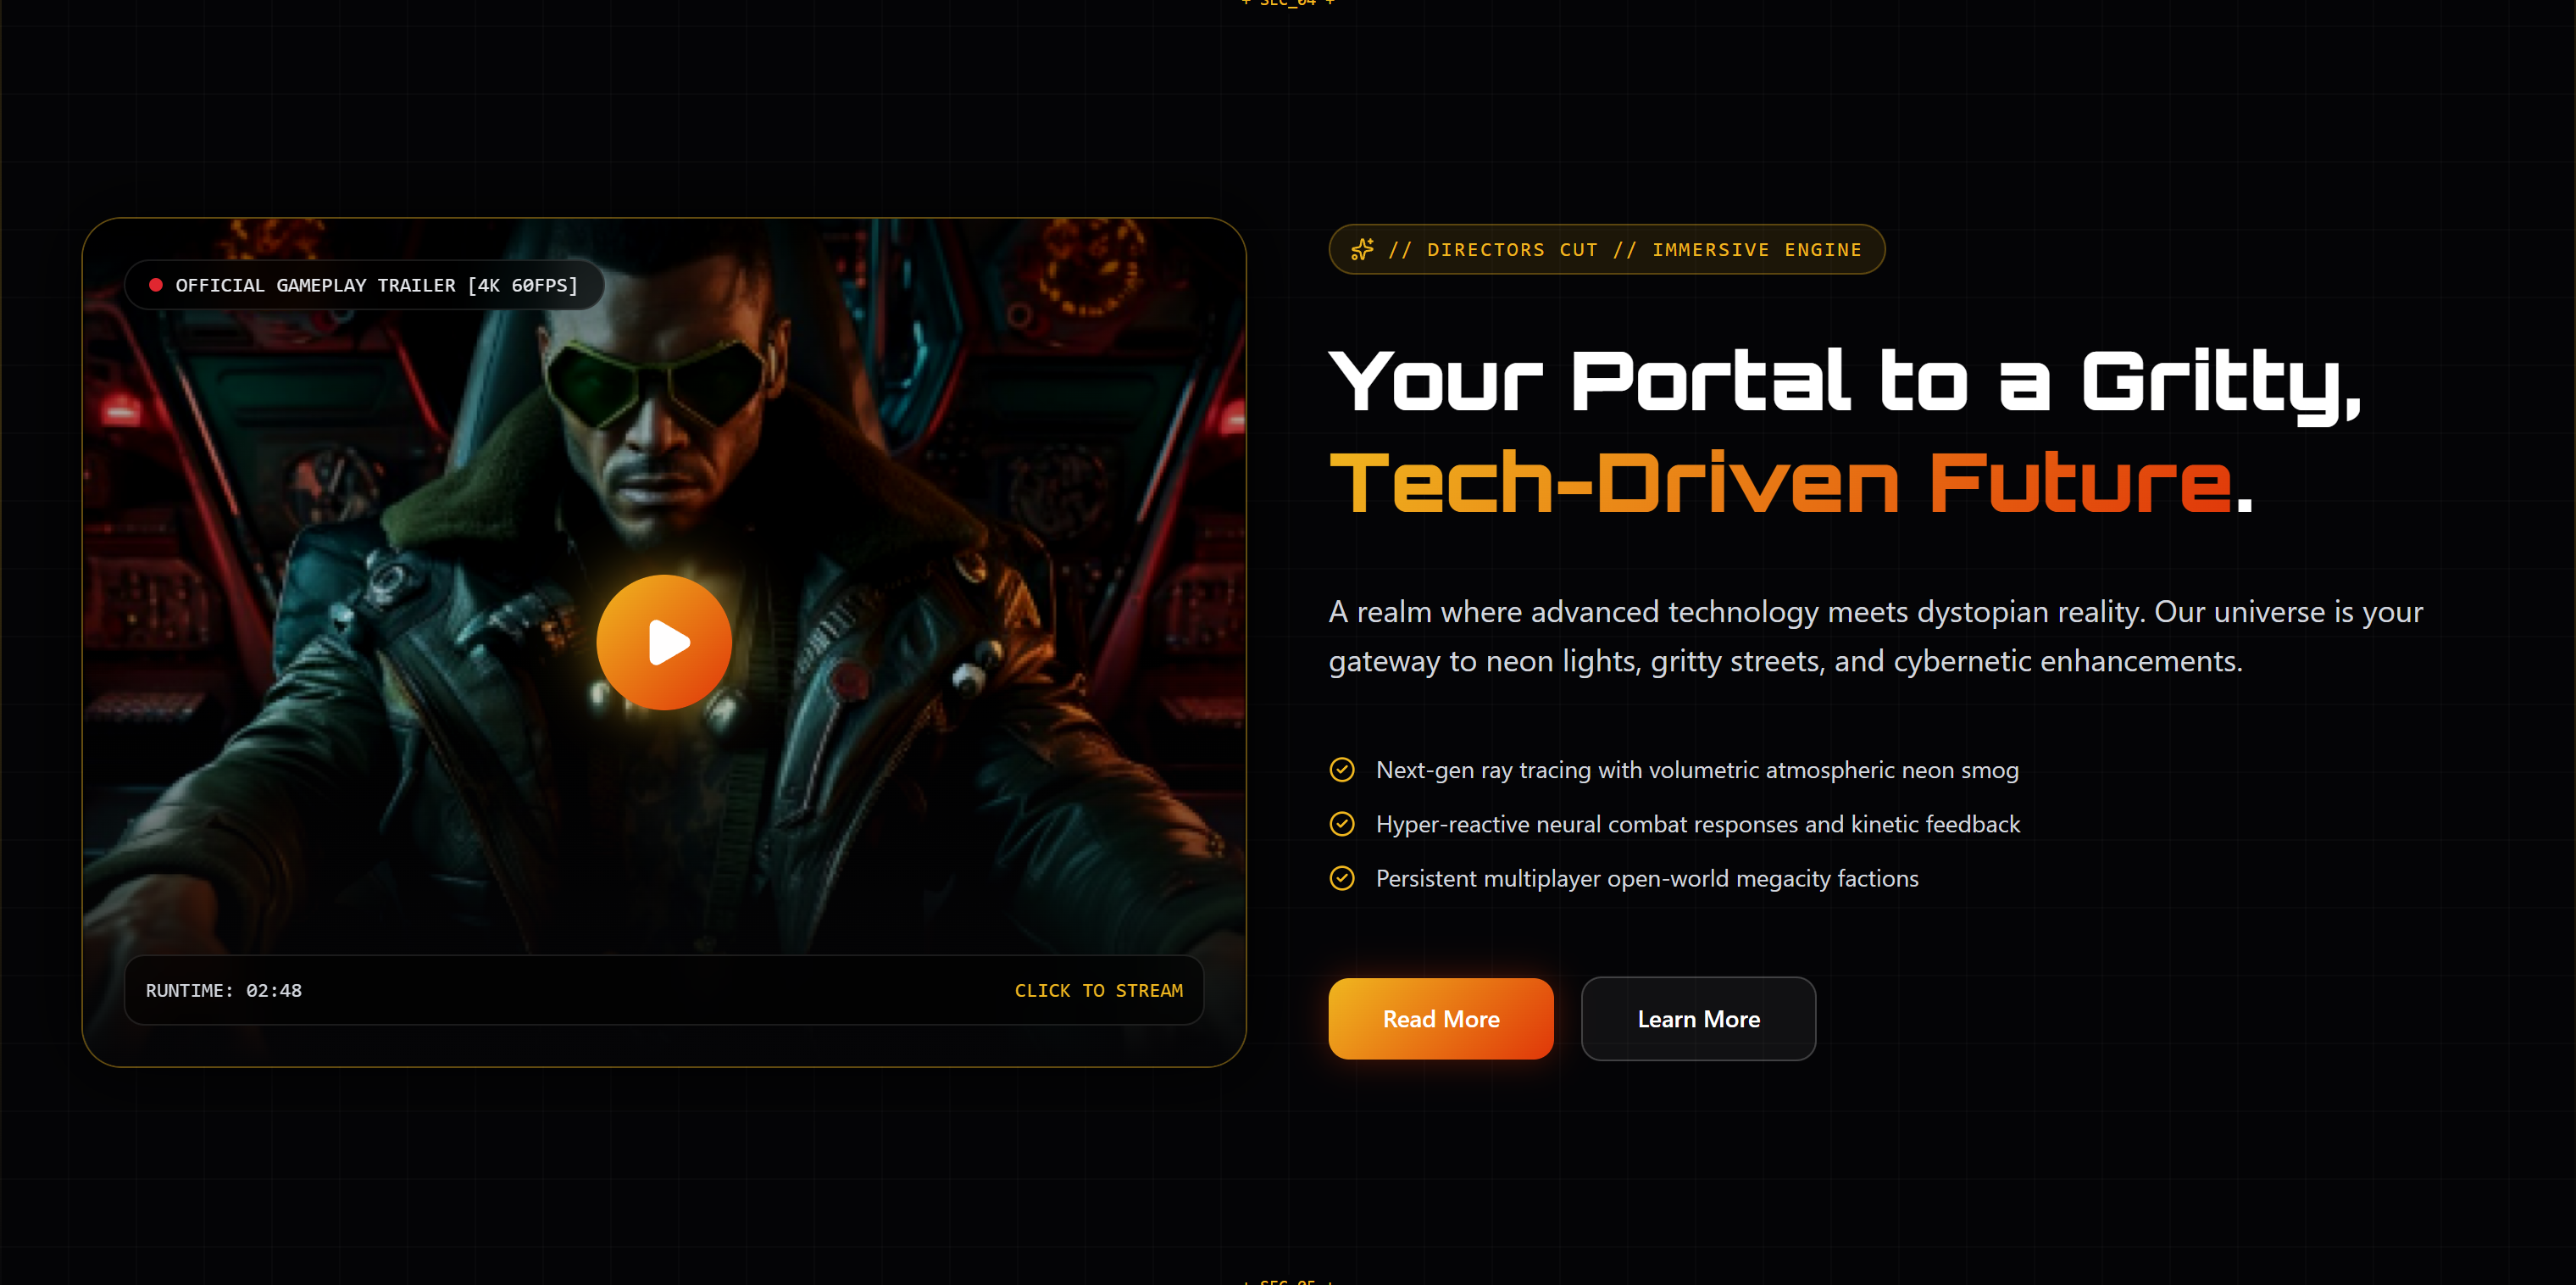 + SEC_04 +
OFFICIAL GAMEPLAY TRAILER [4K 60FPS]
RUNTIME: 02:48
CLICK TO STREAM
// DIRECTORS CUT // IMMERSIVE ENGINE
Your Portal to a Gritty,
Tech-Driven Future.
A realm where advanced technology meets dystopian reality. Our universe is your
gateway to neon lights, gritty streets, and cybernetic enhancements.
Next-gen ray tracing with volumetric atmospheric neon smog
Hyper-reactive neural combat responses and kinetic feedback
Persistent multiplayer open-world megacity factions
Read More
Learn More
+ SEC_05 +